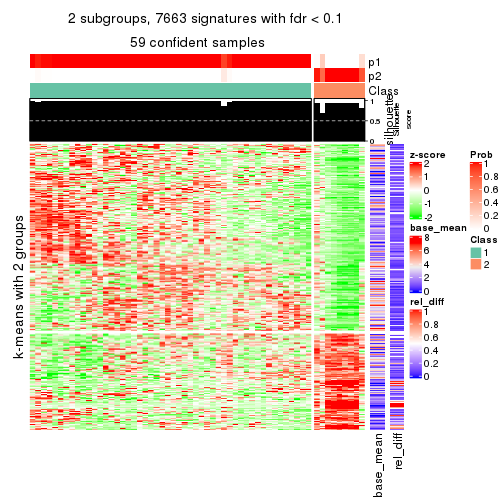 2 subgroups, 7663 signatures with fdr < 0.1
59 confident samples
p1
p2
Class
1
0.5
0
silhouette
Silhouette
score
k-means with 2 groups
base_mean
rel_diff
z-score
2
1
0
-1
-2
base_mean
8
6
4
2
0
rel_diff
1
0.8
0.6
0.4
0.2
0
Prob
1
0.8
0.6
0.4
0.2
0
Class
1
2